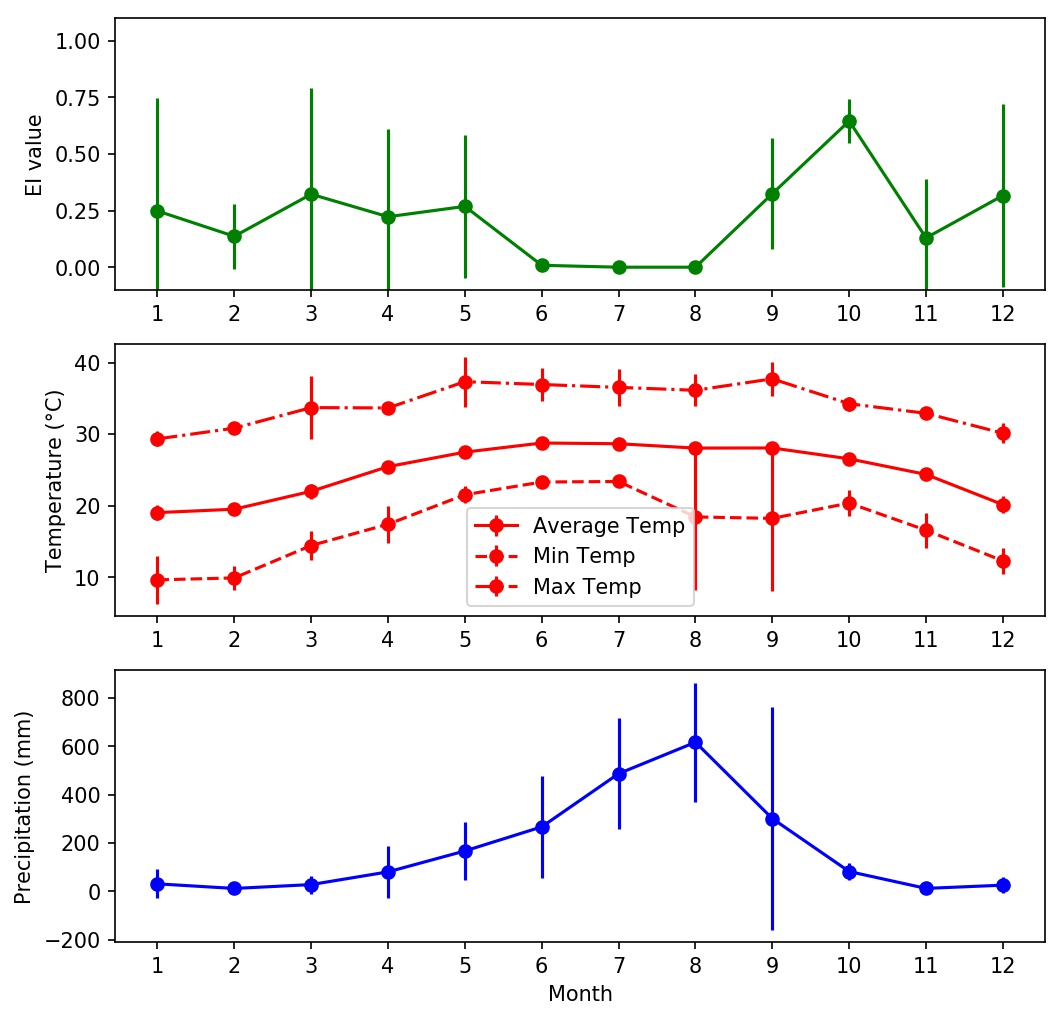 EI value
1.00
0.75
0.50
0.25
0.00
1 2 3 4 5 6 7 8 9 10 11 12
Temperature (°C)
40
30
20
10
Average Temp
Min Temp
Max Temp
1 2 3 4 5 6 7 8 9 10 11 12
Precipitation (mm)
800
600
400
200
0
−200
1 2 3 4 5 6 7 8 9 10 11 12
Month